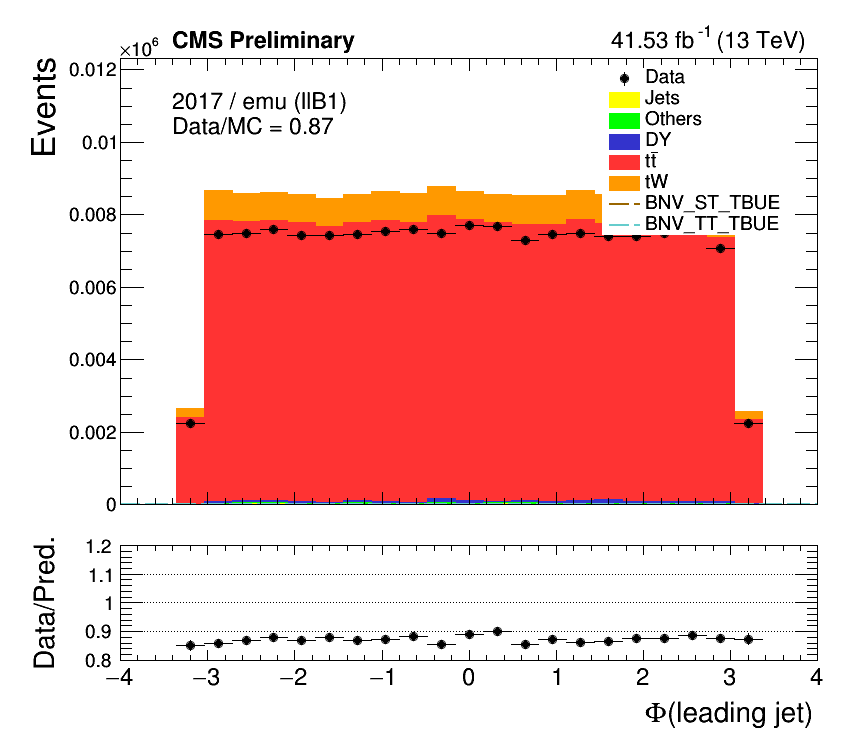 ×10⁶ CMS Preliminary 41.53 fb⁻¹ (13 TeV)
Events
0.012
0.01
0.008
0.006
0.004
0.002
0
2017 / emu (llB1)
Data/MC = 0.87
Data
Jets
Others
DY
tt̄
tW
BNV_ST_TBUE
BNV_TT_TBUE
Data/Pred.
1.2
1.1
1
0.9
0.8
−4 −3 −2 −1 0 1 2 3 4
Φ(leading jet)